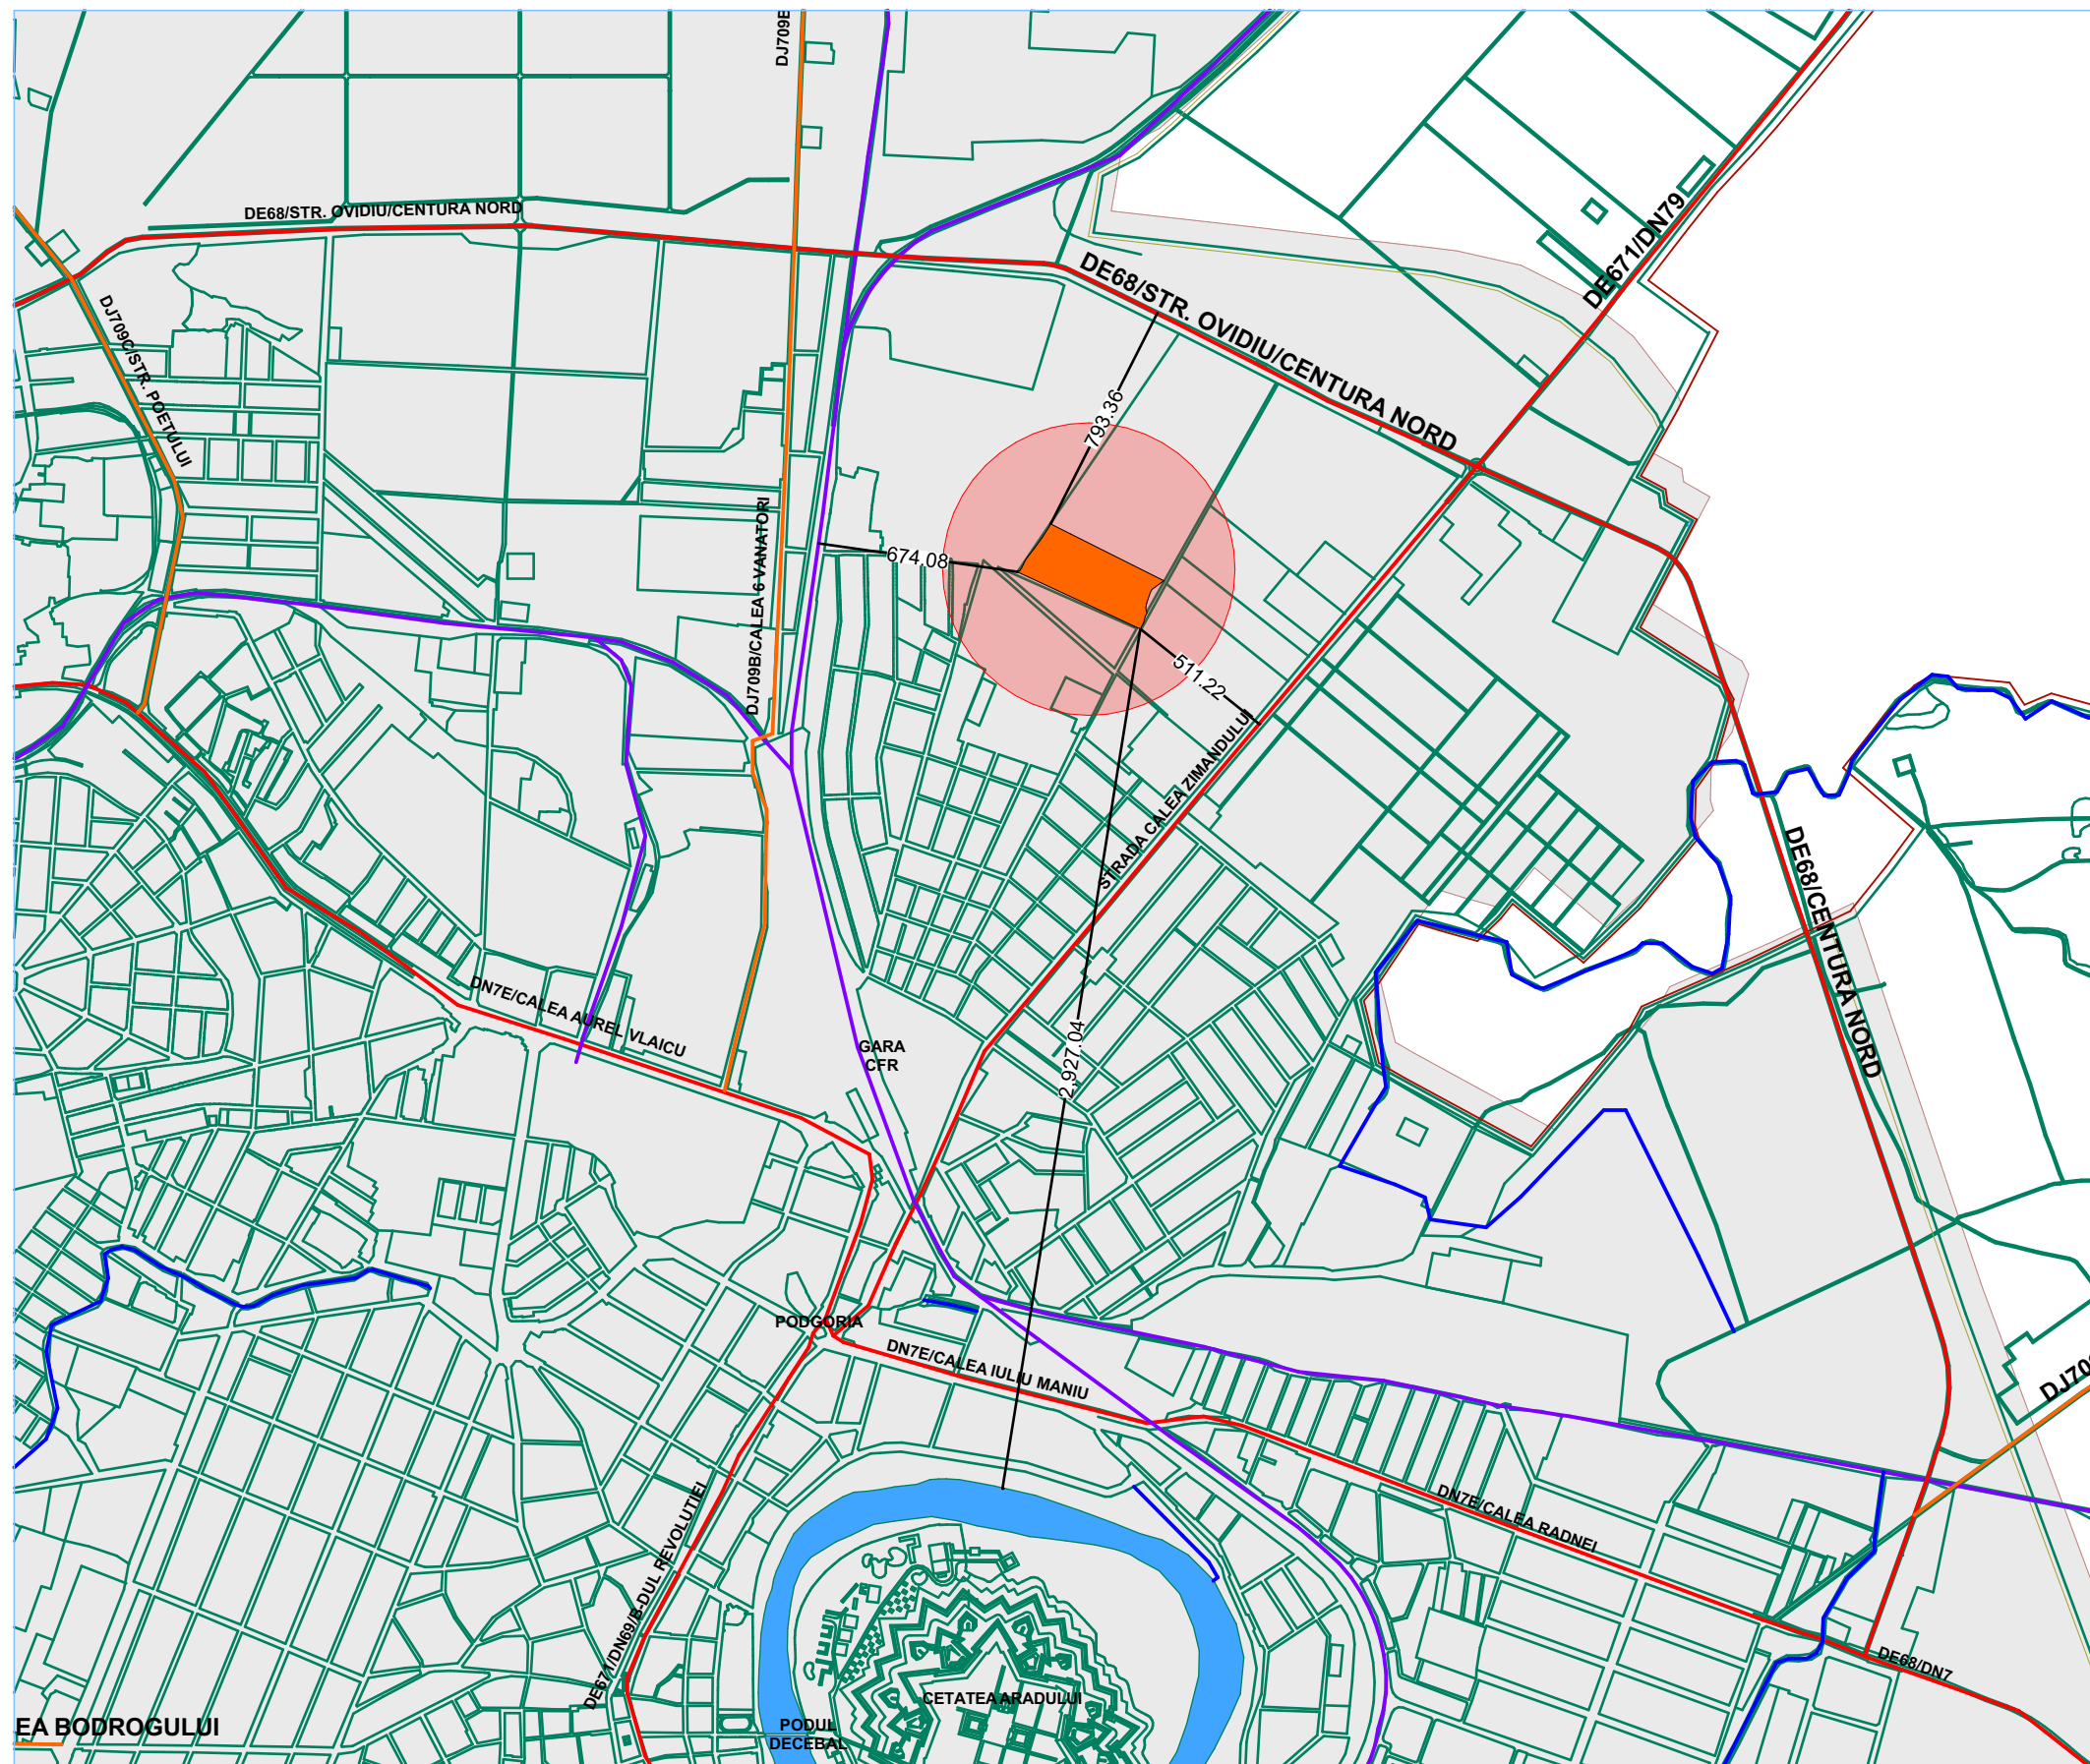 DJ709B
DE68/STR. OVIDIU/CENTURA NORD
DE671/DN79
DE68/STR. OVIDIU/CENTURA NORD
DJ709C/STR. POETULUI
793.36
DJ709B/CALEA 6 VANATORI
674.08
511.22
STRADA CALEA ZIMANDULUI
DE68/CENTURA NORD
DN7E/CALEA AUREL VLAICU
GARA
CFR
2,927.04
PODGORIA
DN7E/CALEA IULIU MANIU
DJ70
DE671/DN69/B-DUL REVOLUTIEI
DN7E/CALEA RADNEI
DE68/DN7
CETATEA ARADULUI
EA BODROGULUI
PODUL
DECEBAL